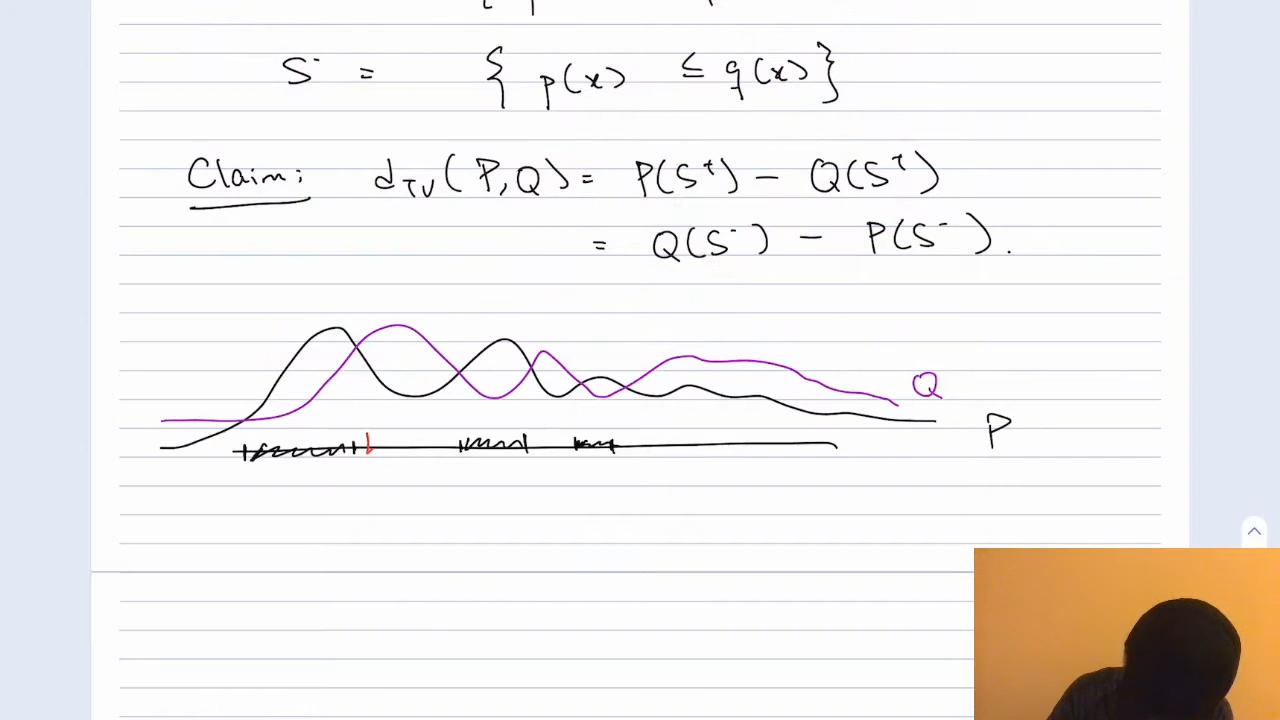 S⁻ = { p(x) ≤ q(x) }
Claim: d_TV(P,Q) = P(S⁺) − Q(S⁺)
= Q(S⁻) − P(S⁻).
Q
P